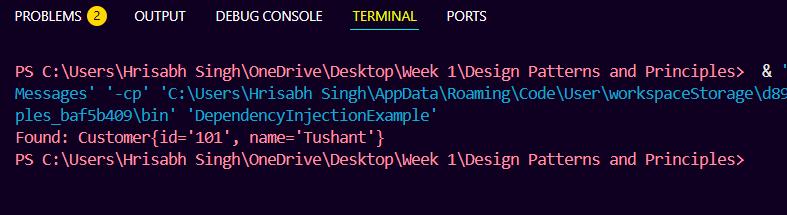 PROBLEMS 2 OUTPUT DEBUG CONSOLE TERMINAL PORTS
PS C:\Users\Hrisabh Singh\OneDrive\Desktop\Week 1\Design Patterns and Principles>  & '
Messages' '-cp' 'C:\Users\Hrisabh Singh\AppData\Roaming\Code\User\workspaceStorage\d89
ples_baf5b409\bin' 'DependencyInjectionExample'
Found: Customer{id='101', name='Tushant'}
PS C:\Users\Hrisabh Singh\OneDrive\Desktop\Week 1\Design Patterns and Principles>